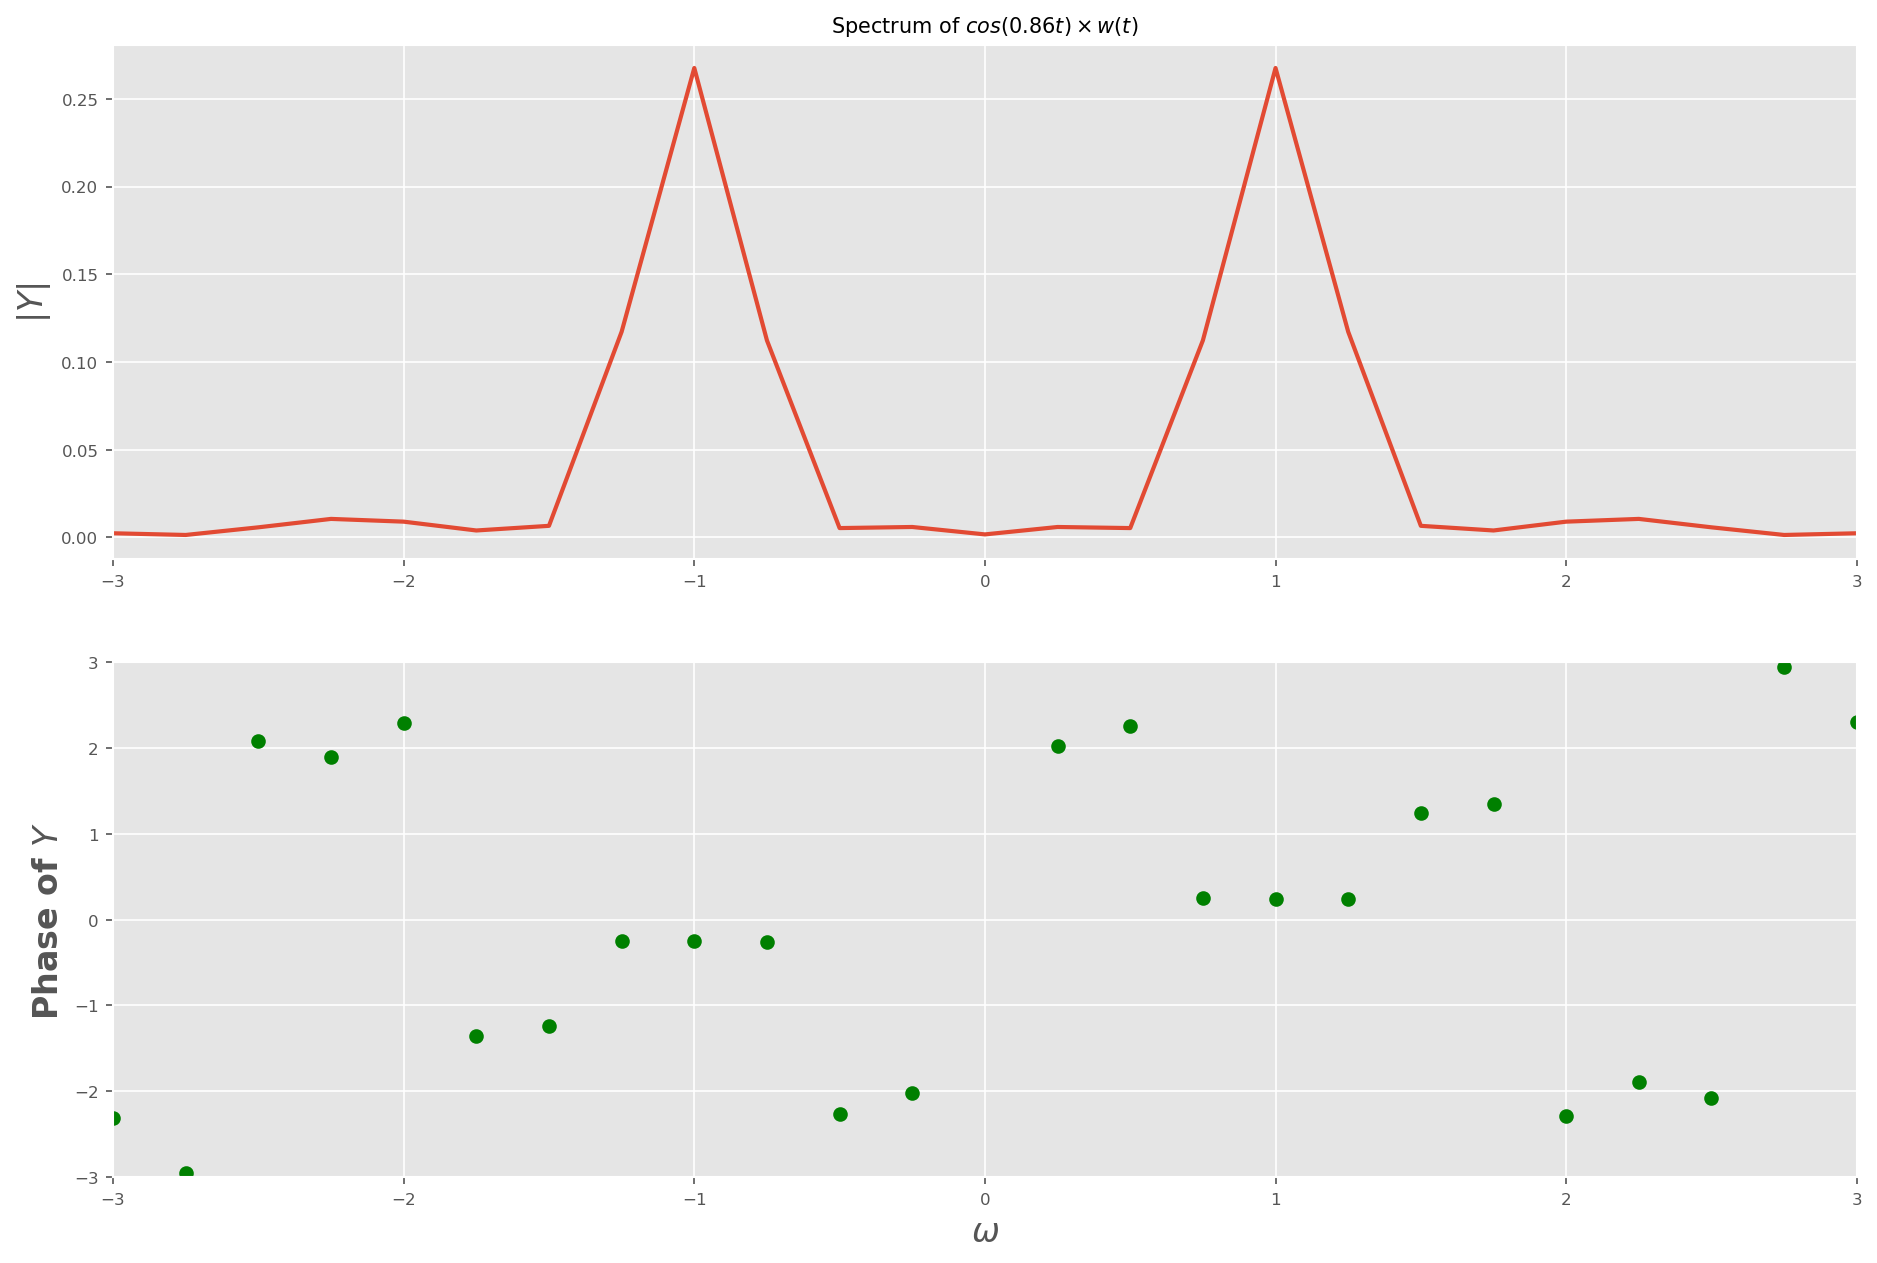 Spectrum of cos(0.86t) × w(t)
|Y|
0.25
0.20
0.15
0.10
0.05
0.00
−3 −2 −1 0 1 2 3
Phase of Y
3
2
1
0
−1
−2
−3
−3 −2 −1 0 1 2 3
ω